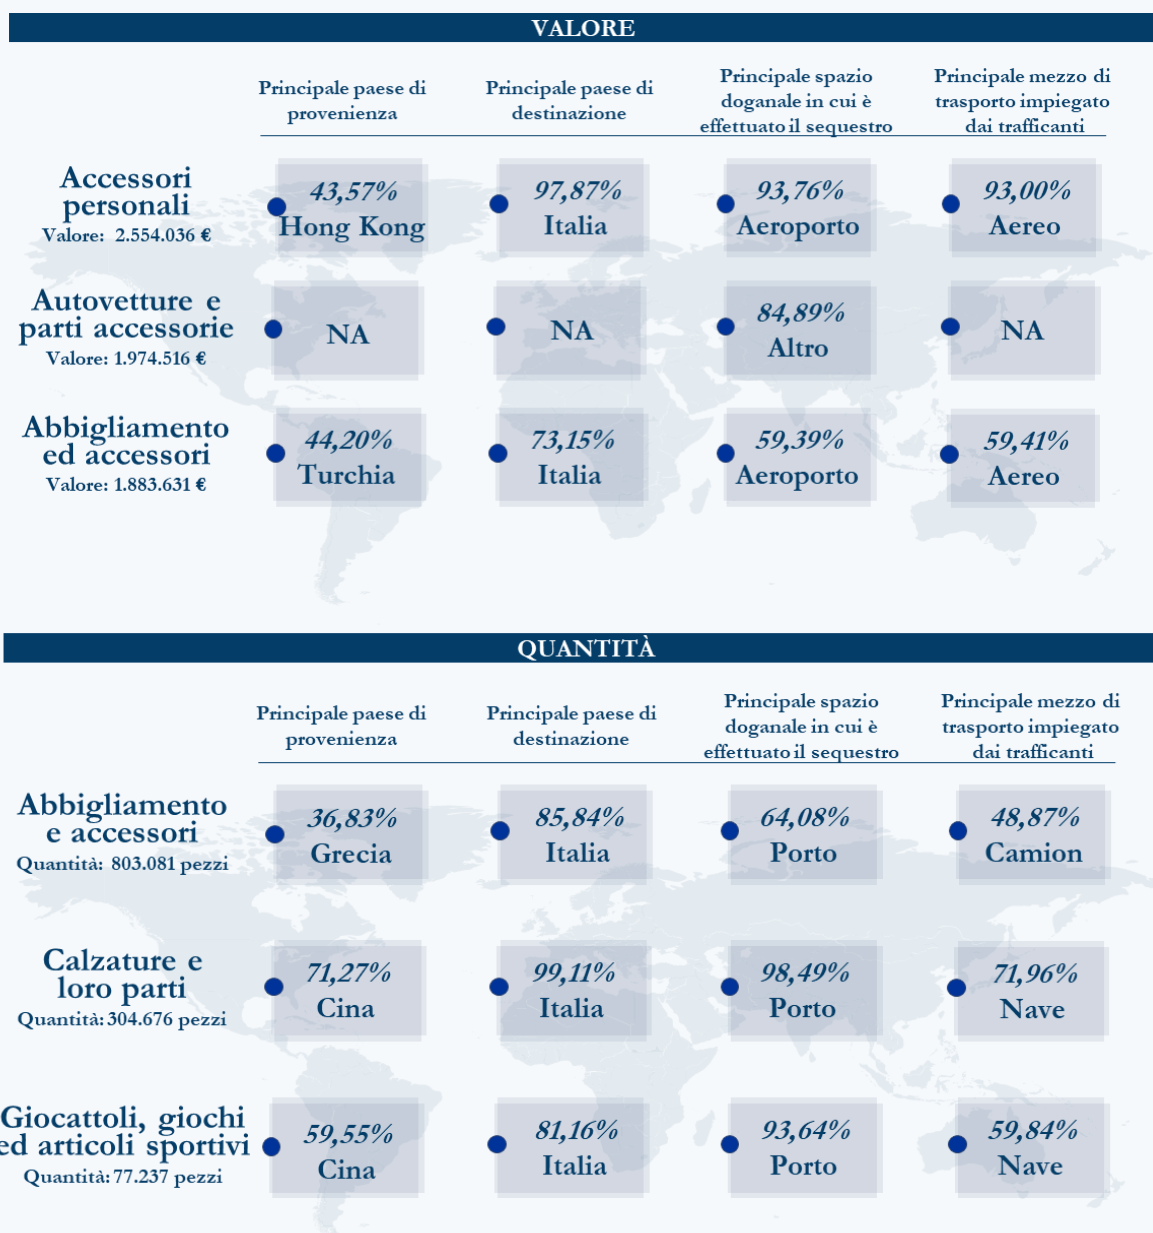 VALORE
Principale paese di
provenienza
Principale paese di
destinazione
Principale spazio
doganale in cui è
effettuato il sequestro
Principale mezzo di
trasporto impiegato
dai trafficanti
Accessori
personali
Valore: 2.554.036 €
43,57%
Hong Kong
97,87%
Italia
93,76%
Aeroporto
93,00%
Aereo
Autovetture e
parti accessorie
Valore: 1.974.516 €
NA
NA
84,89%
Altro
NA
Abbigliamento
ed accessori
Valore: 1.883.631 €
44,20%
Turchia
73,15%
Italia
59,39%
Aeroporto
59,41%
Aereo
QUANTITÀ
Principale paese di
provenienza
Principale paese di
destinazione
Principale spazio
doganale in cui è
effettuato il sequestro
Principale mezzo di
trasporto impiegato
dai trafficanti
Abbigliamento
e accessori
Quantità: 803.081 pezzi
36,83%
Grecia
85,84%
Italia
64,08%
Porto
48,87%
Camion
Calzature e
loro parti
Quantità: 304.676 pezzi
71,27%
Cina
99,11%
Italia
98,49%
Porto
71,96%
Nave
Giocattoli, giochi
ed articoli sportivi
Quantità: 77.237 pezzi
59,55%
Cina
81,16%
Italia
93,64%
Porto
59,84%
Nave